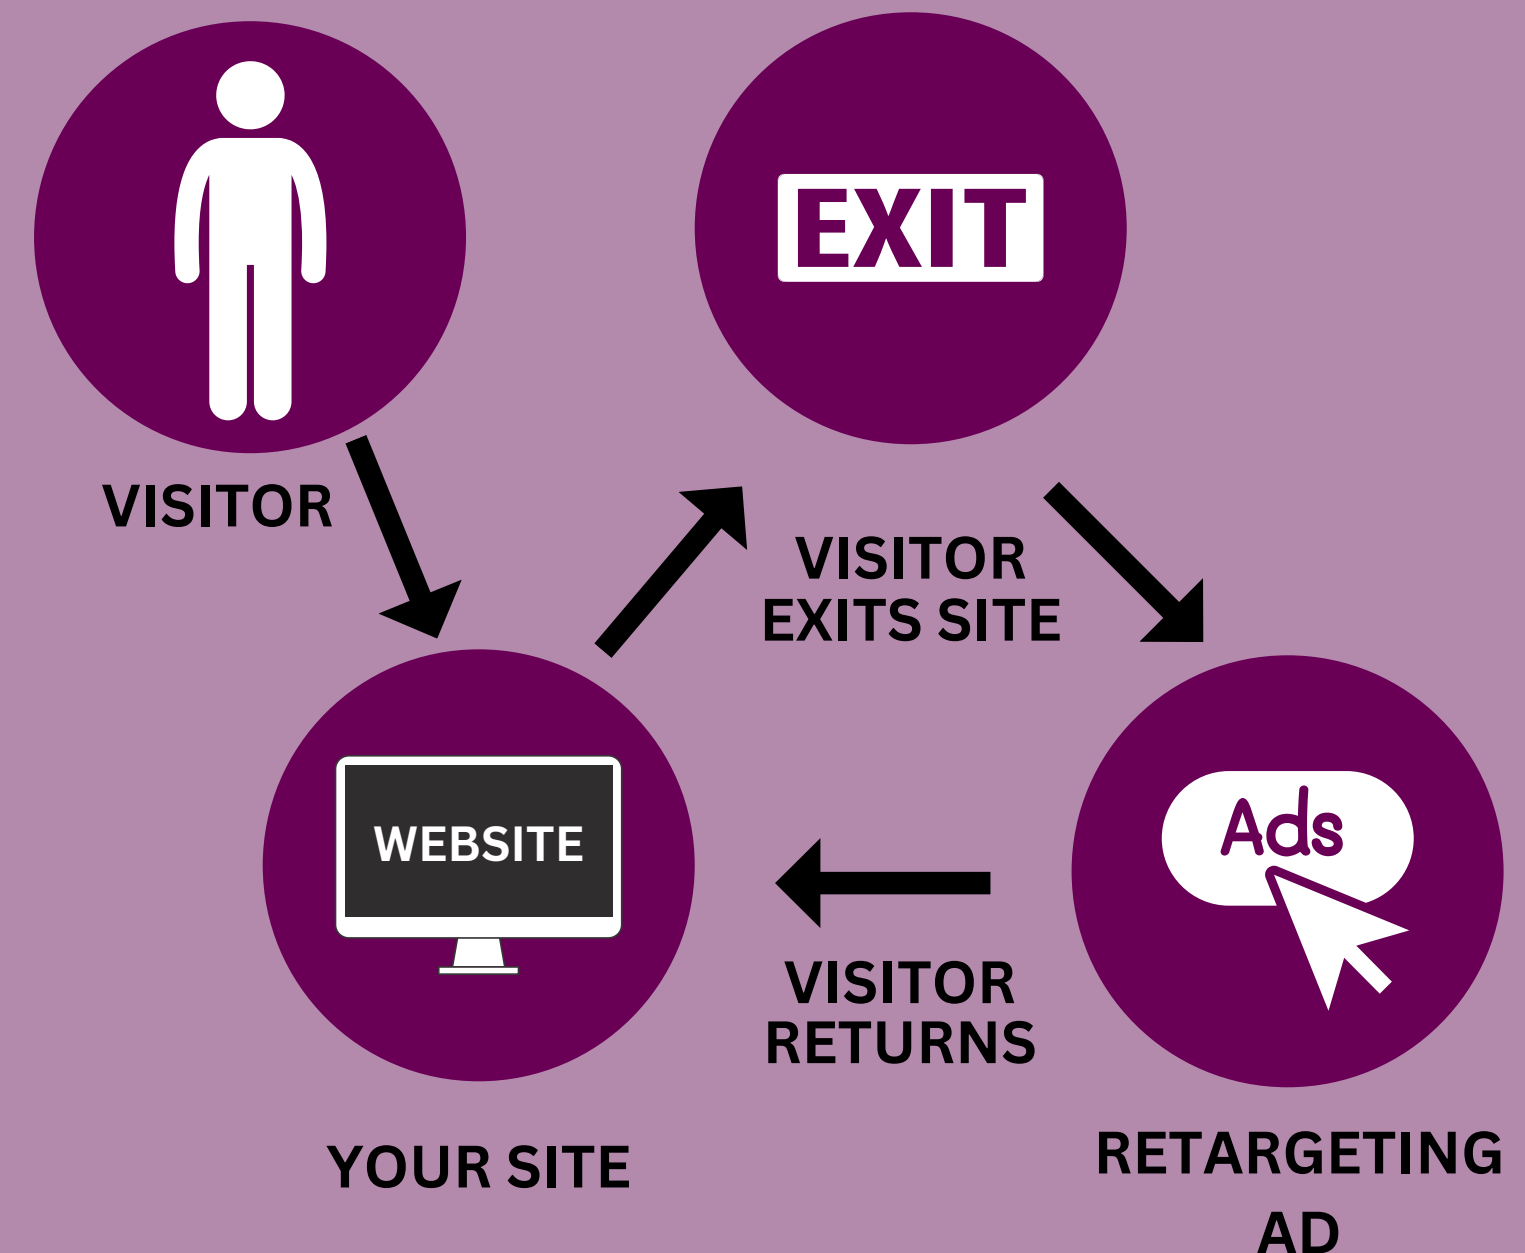 EXIT
VISITOR
VISITOR
EXITS SITE
WEBSITE
Ads
VISITOR
RETURNS
YOUR SITE
RETARGETING
AD